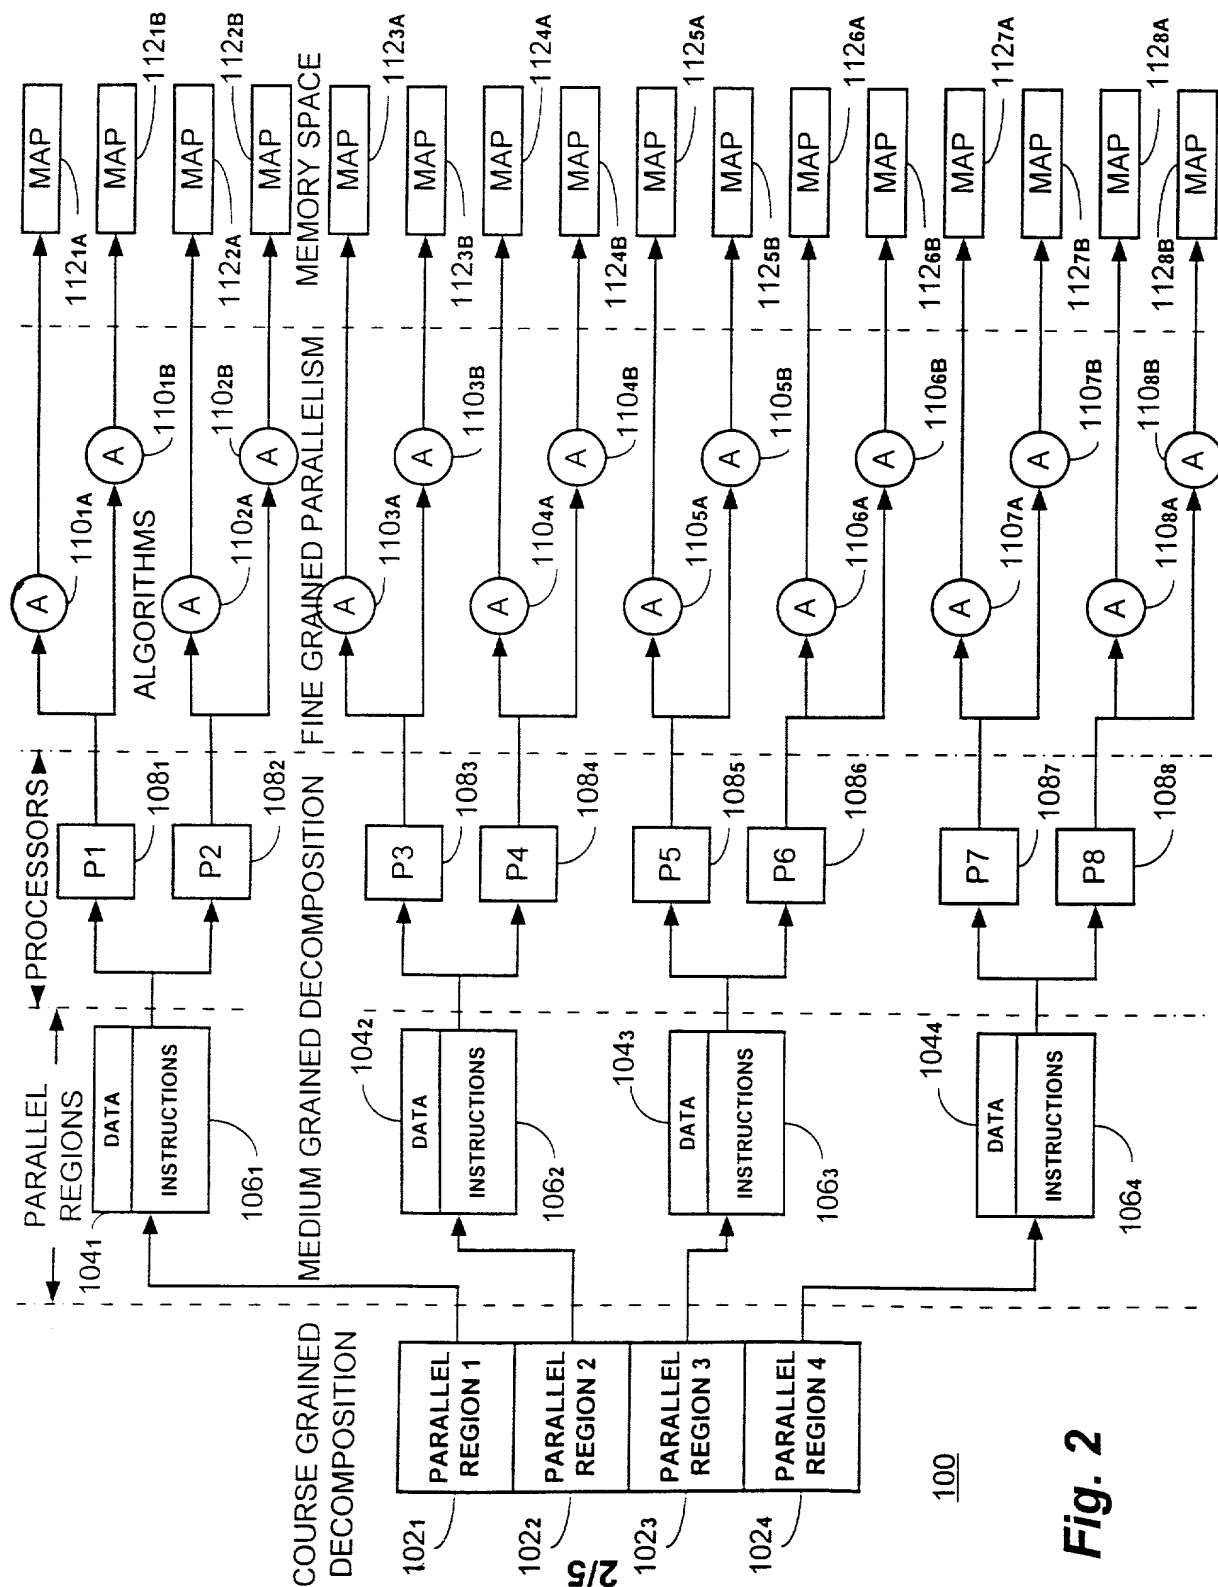 COURSE GRAINED
DECOMPOSITION
MEDIUM GRAINED DECOMPOSITION
FINE GRAINED PARALLELISM
MEMORY SPACE
PARALLEL
REGIONS
PROCESSORS
ALGORITHMS
PARALLEL
REGION 1
PARALLEL
REGION 2
PARALLEL
REGION 3
PARALLEL
REGION 4
1021
1022
1023
1024
DATA
INSTRUCTIONS
1041
1061
DATA
INSTRUCTIONS
1042
1062
DATA
INSTRUCTIONS
1043
1063
DATA
INSTRUCTIONS
1044
1064
P1
1081
P2
1082
P3
1083
P4
1084
P5
1085
P6
1086
P7
1087
P8
1088
A
1101A
A
1101B
A
1102A
A
1102B
A
1103A
A
1103B
A
1104A
A
1104B
A
1105A
A
1105B
A
1106A
A
1106B
A
1107A
A
1107B
A
1108A
A
1108B
MAP
1121A
MAP
1121B
MAP
1122A
MAP
1122B
MAP
1123A
MAP
1123B
MAP
1124A
MAP
1124B
MAP
1125A
MAP
1125B
MAP
1126A
MAP
1126B
MAP
1127A
MAP
1127B
MAP
1128A
MAP
1128B
100
Fig. 2
2/5